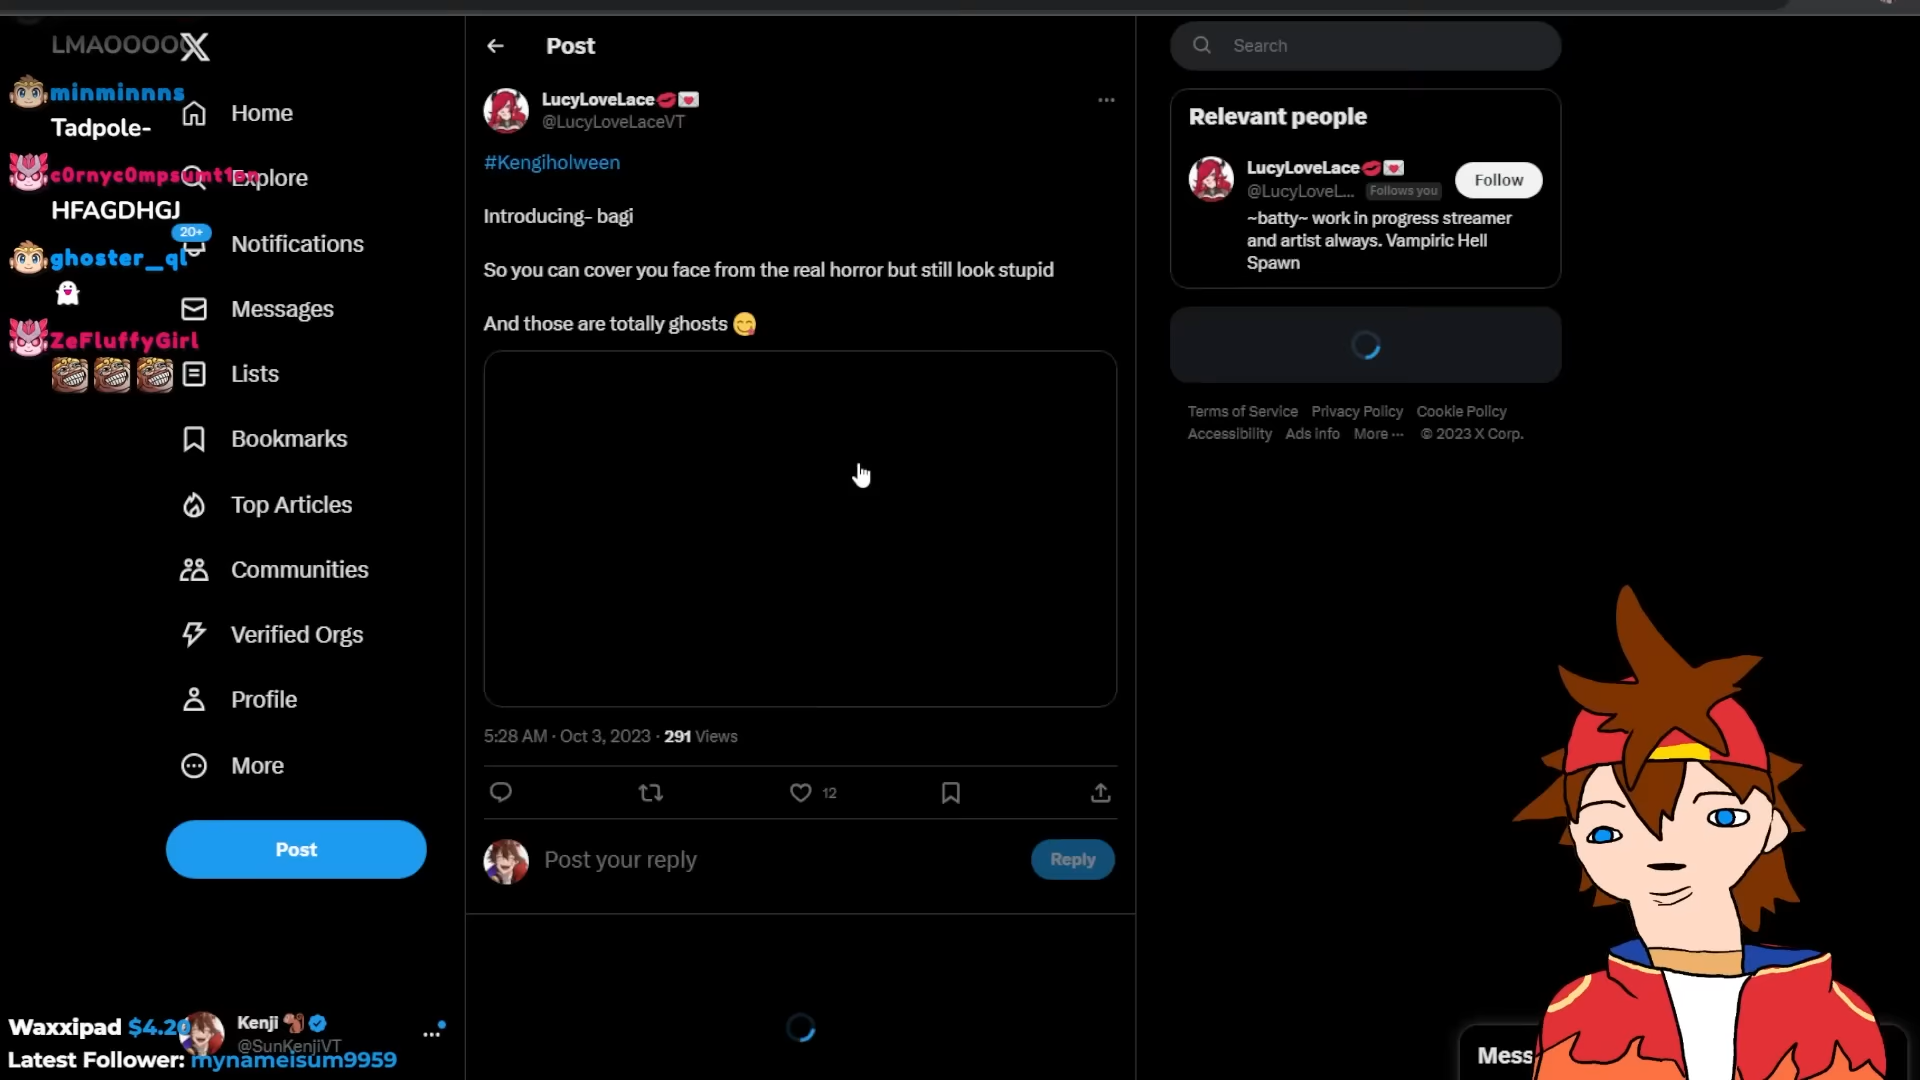 LMAOOOO
minminnns
Tadpole-
c0rnyc0mpsumt1on
HFAGDHGJ
20+
ghoster_ql
ZeFluffyGirl
Home
Explore
Notifications
Messages
Lists
Bookmarks
Top Articles
Communities
Verified Orgs
Profile
More
Post
Waxxipad $4.20
Kenji
@SunKenjiVT
Latest Follower: mynameisum9959
Post
LucyLoveLace
@LucyLoveLaceVT
#Kengiholween
Introducing- bagi
So you can cover you face from the real horror but still look stupid
And those are totally ghosts 😋
5:28 AM · Oct 3, 2023 · 291 Views
12
Post your reply
Reply
Search
Relevant people
LucyLoveLace
@LucyLoveL... Follows you
Follow
~batty~ work in progress streamer
and artist always. Vampiric Hell
Spawn
Terms of Service Privacy Policy Cookie Policy
Accessibility Ads info More ··· © 2023 X Corp.
Mess